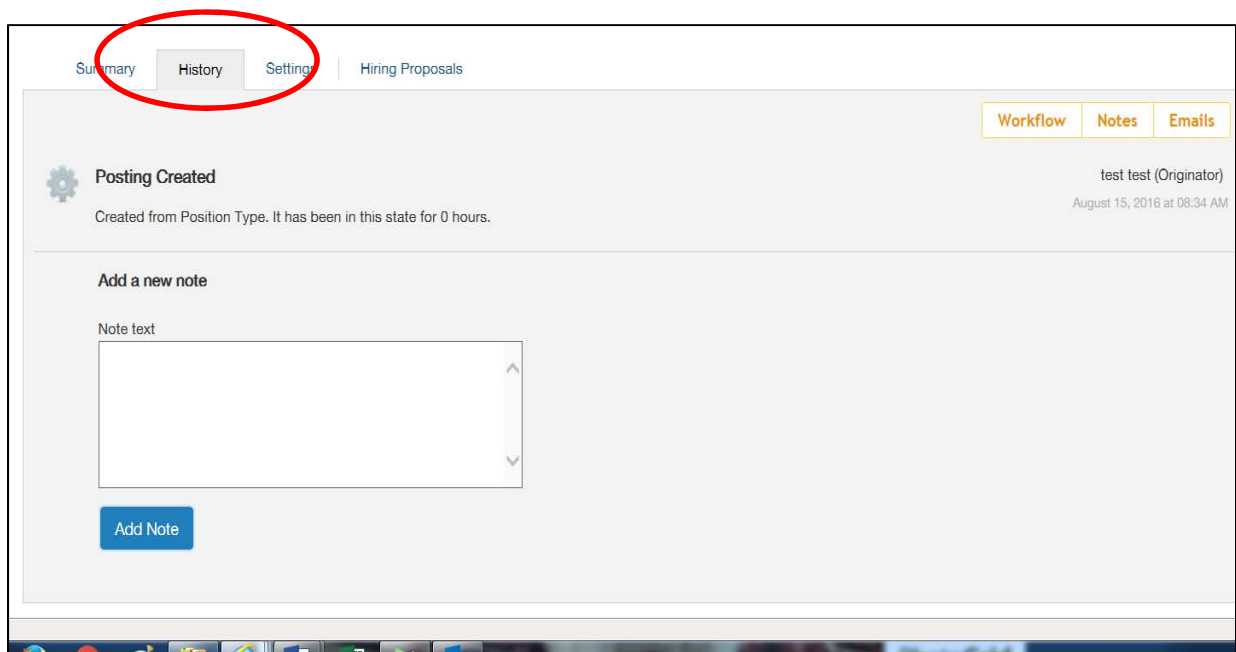 Summary History Settings Hiring Proposals
Workflow Notes Emails
Posting Created
test test (Originator)
Created from Position Type. It has been in this state for 0 hours.
August 15, 2016 at 08:34 AM
Add a new note
Note text
Add Note